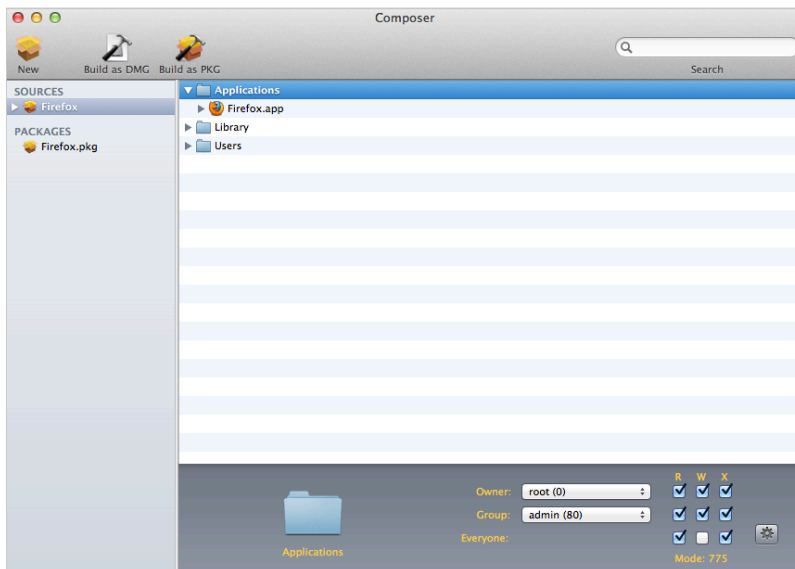 Composer
New Build as DMG Build as PKG Search
SOURCES
Firefox
PACKAGES
Firefox.pkg
Applications
Firefox.app
Library
Users
R W X
Owner: root (0)
Group: admin (80)
Everyone:
Applications
Mode: 775